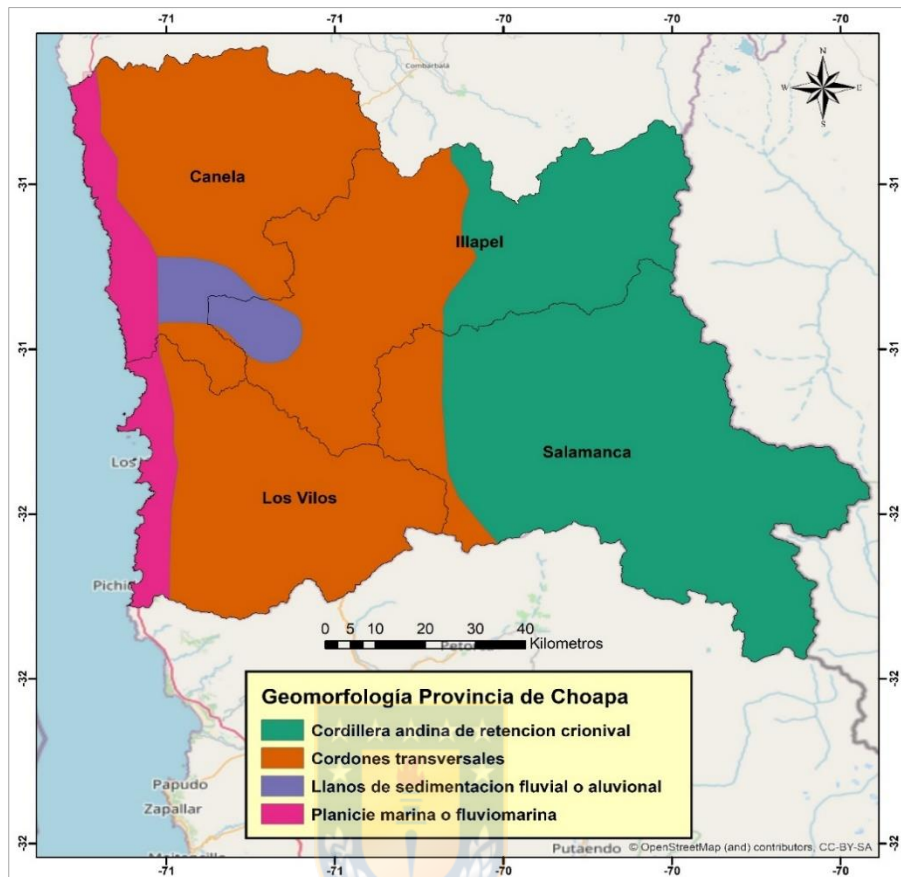 -71 -71 -70 -70 -70
Combarbalá
N
W E
S
-31 -31
Canela
Illapel
-31 -31
Salamanca
Los
Los Vilos
-32 -32
Pichi
0 5 10 20 30 40
Kilometros
-32 -32
Geomorfología Provincia de Choapa
Cordillera andina de retencion crionival
Cordones transversales
Llanos de sedimentacion fluvial o aluvional
Planicie marina o fluviomarina
Papudo
Zapallar
Putaendo
© OpenStreetMap (and) contributors, CC-BY-SA
-32 -32
-71 -71 -70 -70 -70